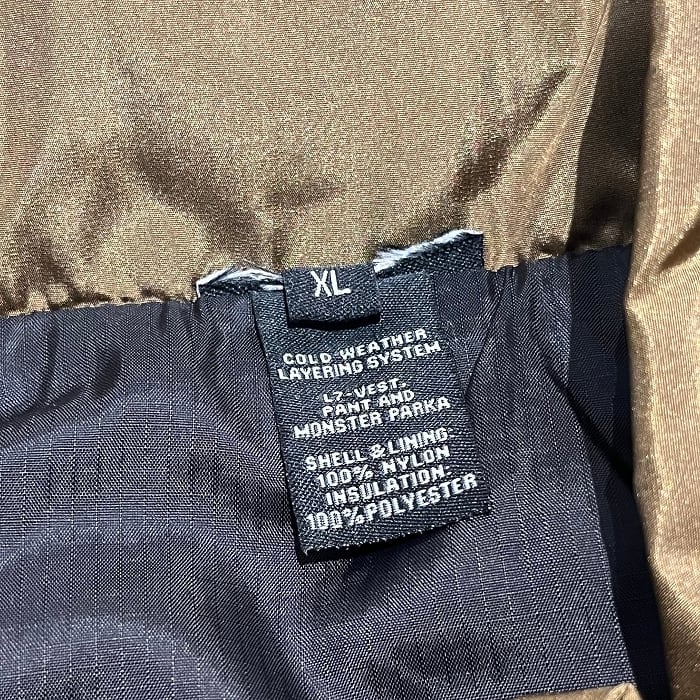 XL
COLD WEATHER
LAYERING SYSTEM
L7-VEST,
PANT AND
MONSTER PARKA
SHELL & LINING:
100% NYLON
INSULATION:
100% POLYESTER